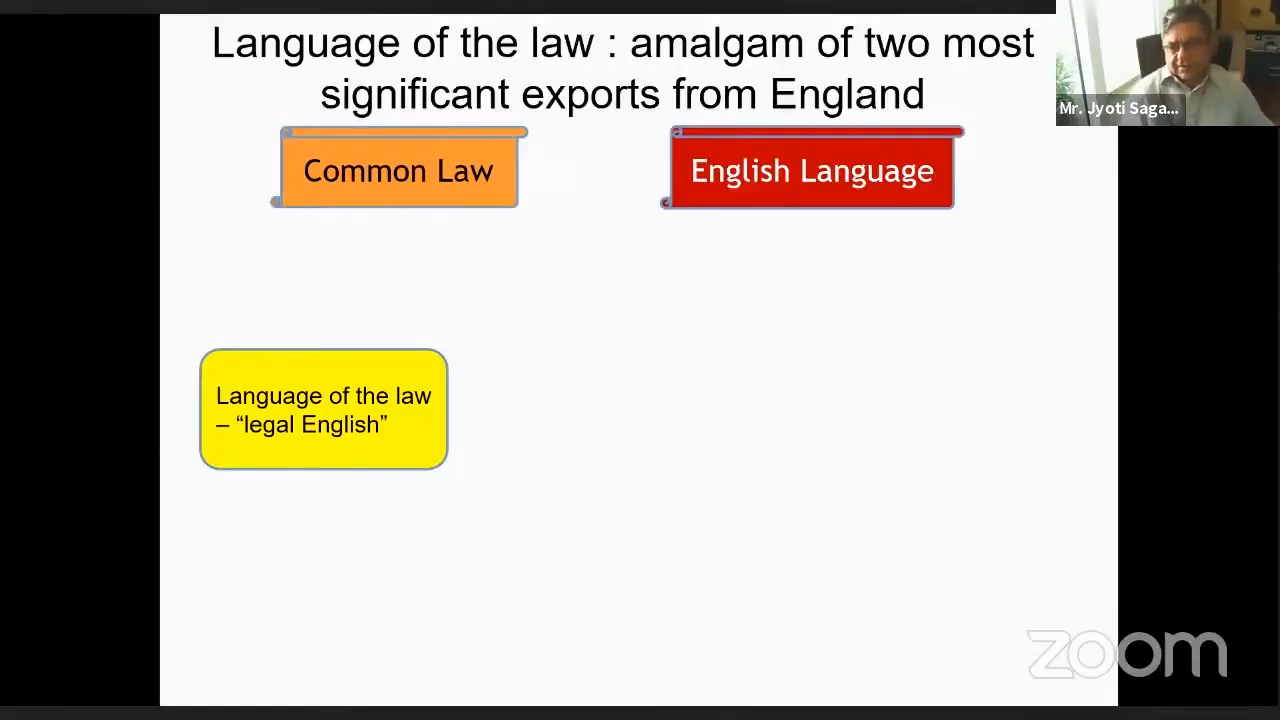 Language of the law : amalgam of two most
significant exports from England
Mr. Jyoti Saga...
Common Law
English Language
Language of the law
– “legal English”
zoom